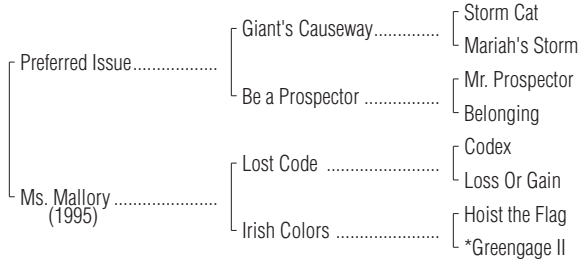 Storm Cat
Giant's Causeway..............
Mariah's Storm
Preferred Issue..................
Mr. Prospector
Be a Prospector ................
Belonging
Codex
Lost Code ........................
Loss Or Gain
Ms. Mallory ......................
(1995)
Hoist the Flag
Irish Colors ......................
*Greengage II